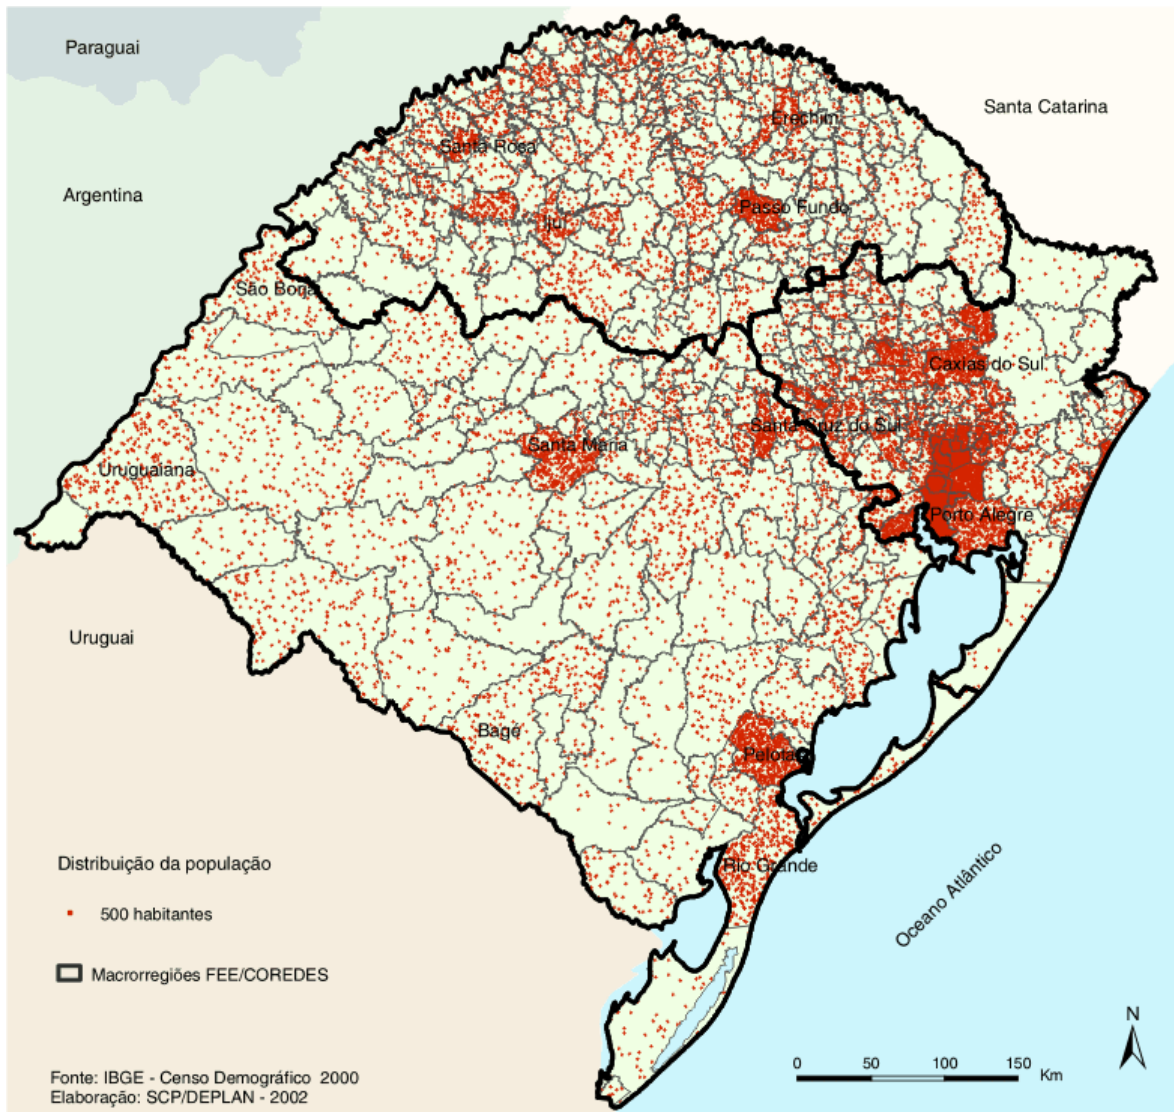 Paraguai
Santa Catarina
Erechim
Santa Rosa
Argentina
Passo Fundo
Ijuí
São Borja
Caxias do Sul
Santa Cruz do Sul
Santa Maria
Uruguaiana
Porto Alegre
Uruguai
Bagé
Pelotas
Distribuição da população
Rio Grande
500 habitantes
Oceano Atlântico
Macrorregiões FEE/COREDES
N
0 50 100 150
Km
Fonte: IBGE - Censo Demográfico 2000
Elaboração: SCP/DEPLAN - 2002